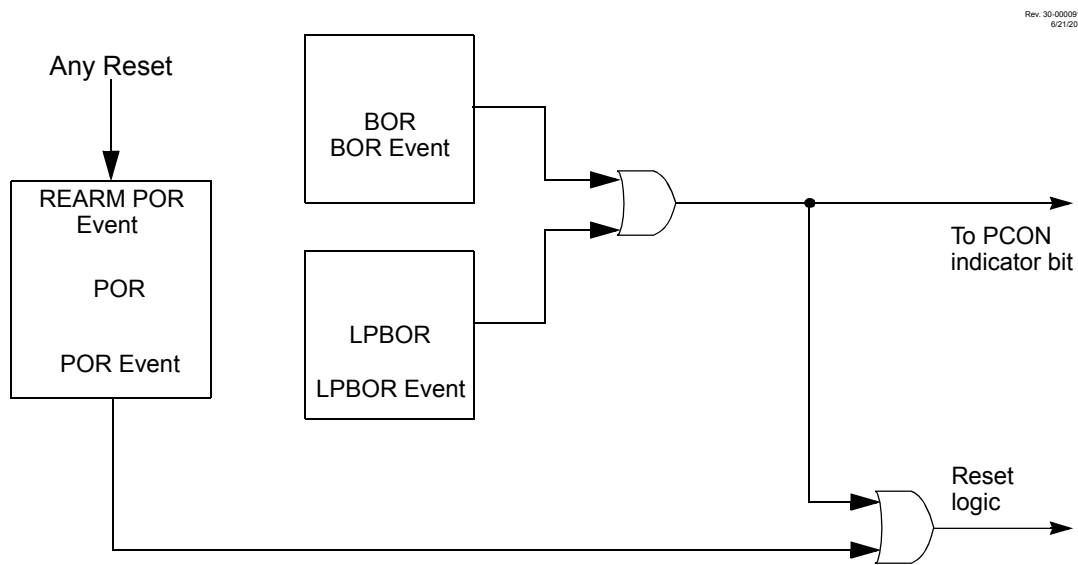 Rev. 30-00009
6/21/20
Any Reset
BOR
BOR Event
REARM POR
Event
POR
POR Event
LPBOR
LPBOR Event
To PCON
indicator bit
Reset
logic